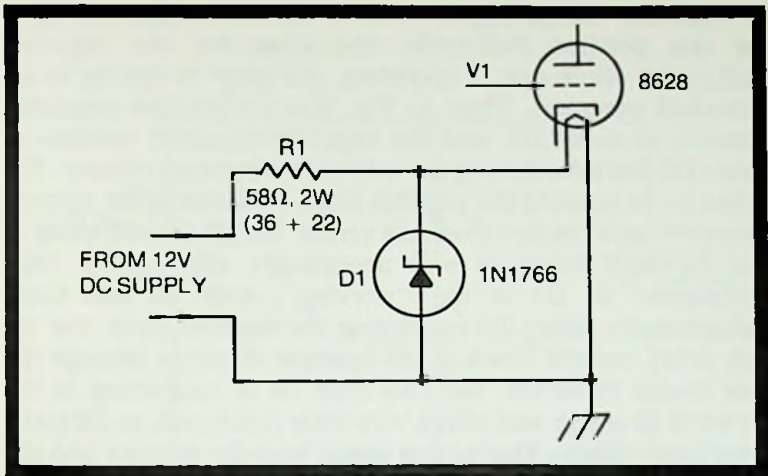 V1
8628
R1
58Ω, 2W
(36 + 22)
FROM 12V
DC SUPPLY
D1
1N1766